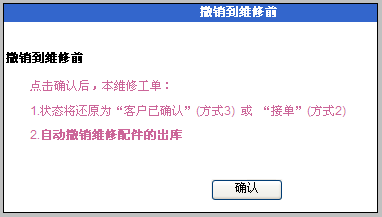 撤销到维修前
撤销到维修前
点击确认后，本维修工单：
1.状态将还原为“客户已确认”(方式3) 或 “接单”(方式2)
2.自动撤销维修配件的出库
确认